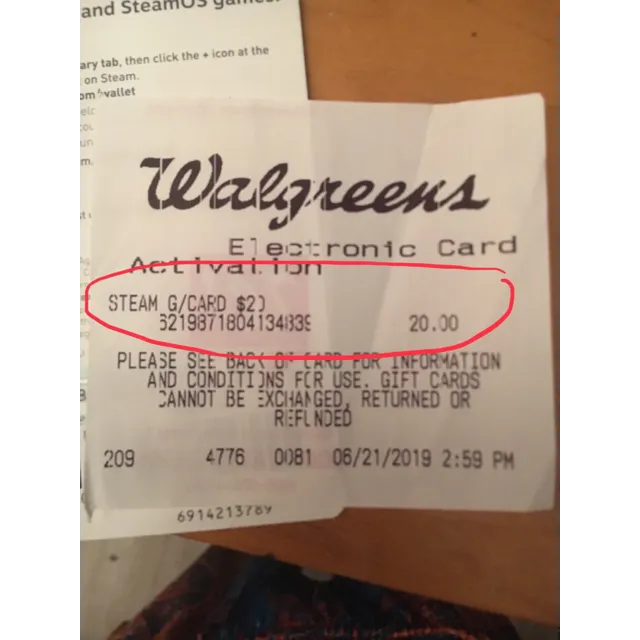 and SteamOS games.
ary tab, then click the + icon at the
on Steam.
Walgreens
Electronic Card
Activation
STEAM G/CARD $20
6219871804134839 20.00
PLEASE SEE BACK OF CARD FOR INFORMATION
AND CONDITIONS FOR USE. GIFT CARDS
CANNOT BE EXCHANGED, RETURNED OR
REFUNDED
209 4776 0081 06/21/2019 2:59 PM
6914213789